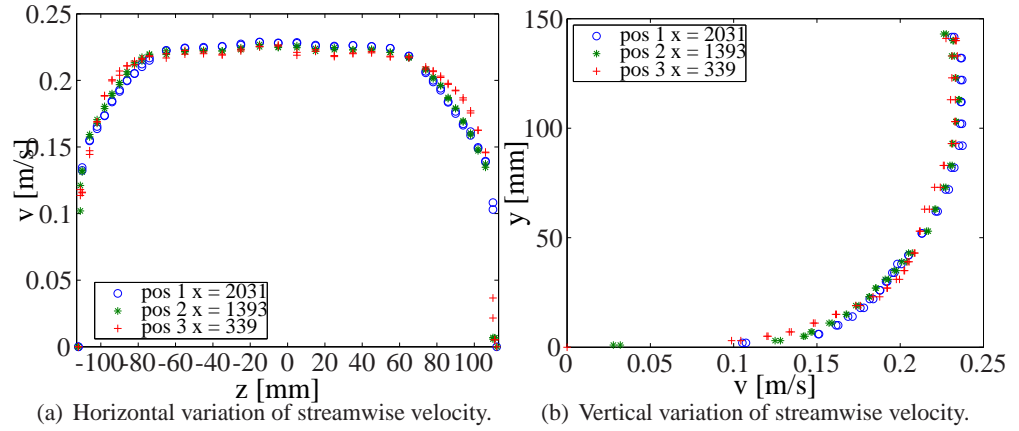 0.25
0.2
0.15
0.1
0.05
0
v [m/s]
-100 -80 -60 -40 -20 0 20 40 60 80 100
z [mm]
pos 1 x = 2031
pos 2 x = 1393
pos 3 x = 339
(a) Horizontal variation of streamwise velocity.
150
100
50
0
y [mm]
0 0.05 0.1 0.15 0.2 0.25
v [m/s]
pos 1 x = 2031
pos 2 x = 1393
pos 3 x = 339
(b) Vertical variation of streamwise velocity.